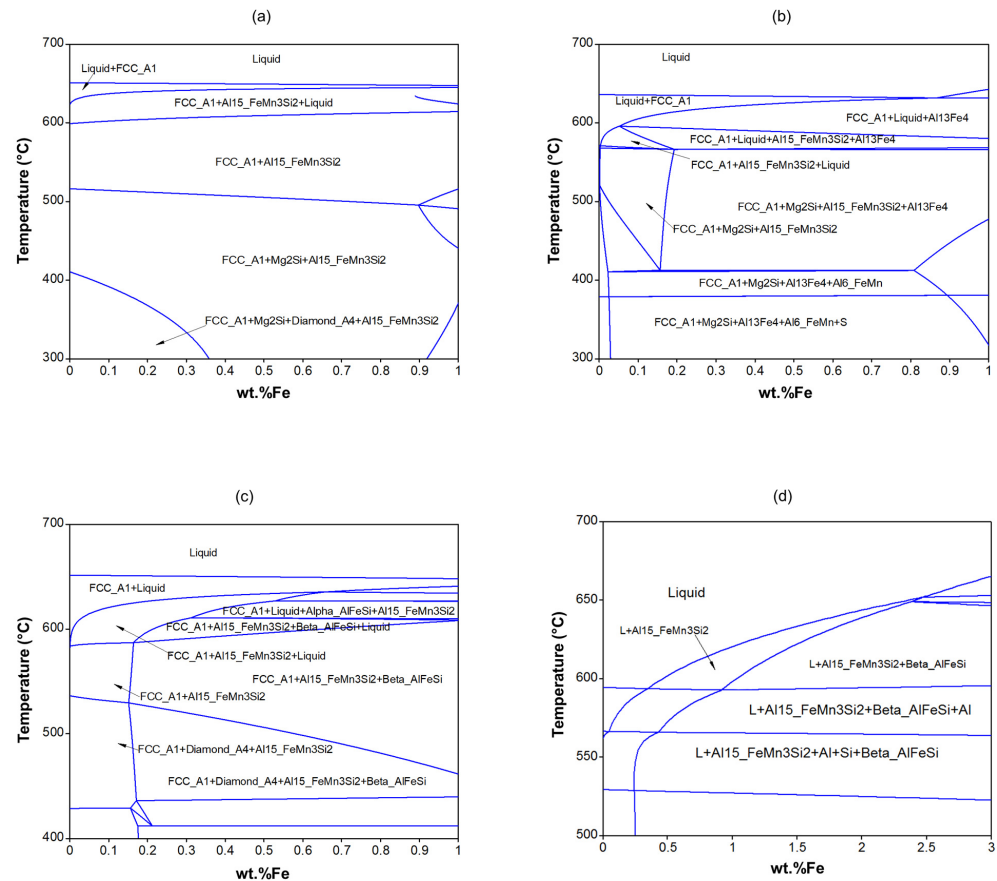 (a)
700
600
500
400
300
Temperature (°C)
Liquid
Liquid+FCC_A1
FCC_A1+Al15_FeMn3Si2+Liquid
FCC_A1+Al15_FeMn3Si2
FCC_A1+Mg2Si+Al15_FeMn3Si2
FCC_A1+Mg2Si+Diamond_A4+Al15_FeMn3Si2
0 0.1 0.2 0.3 0.4 0.5 0.6 0.7 0.8 0.9 1
wt.%Fe
(b)
700
600
500
400
300
Temperature (°C)
Liquid
Liquid+FCC_A1
FCC_A1+Liquid+Al13Fe4
FCC_A1+Liquid+Al15_FeMn3Si2+Al13Fe4
FCC_A1+Al15_FeMn3Si2+Liquid
FCC_A1+Mg2Si+Al15_FeMn3Si2+Al13Fe4
FCC_A1+Mg2Si+Al15_FeMn3Si2
FCC_A1+Mg2Si+Al13Fe4+Al6_FeMn
FCC_A1+Mg2Si+Al13Fe4+Al6_FeMn+S
0 0.1 0.2 0.3 0.4 0.5 0.6 0.7 0.8 0.9 1
wt.%Fe
(c)
700
600
500
400
Temperature (°C)
Liquid
FCC_A1+Liquid
FCC_A1+Liquid+Alpha_AlFeSi+Al15_FeMn3Si2
FCC_A1+Al15_FeMn3Si2+Beta_AlFeSi+Liquid
FCC_A1+Al15_FeMn3Si2+Liquid
FCC_A1+Al15_FeMn3Si2+Beta_AlFeSi
FCC_A1+Al15_FeMn3Si2
FCC_A1+Diamond_A4+Al15_FeMn3Si2
FCC_A1+Diamond_A4+Al15_FeMn3Si2+Beta_AlFeSi
0 0.1 0.2 0.3 0.4 0.5 0.6 0.7 0.8 0.9 1
wt.%Fe
(d)
700
650
600
550
500
Temperature (°C)
Liquid
L+Al15_FeMn3Si2
L+Al15_FeMn3Si2+Beta_AlFeSi
L+Al15_FeMn3Si2+Beta_AlFeSi+Al
L+Al15_FeMn3Si2+Al+Si+Beta_AlFeSi
0 0.5 1 1.5 2 2.5 3
wt.%Fe